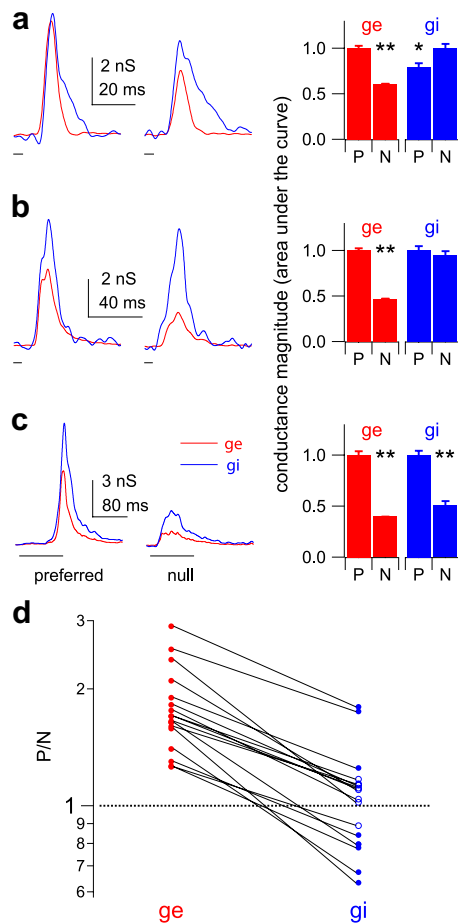 a
2 nS
20 ms
conductance magnitude (area under the curve)
ge
gi
**
*
1.0
0.5
0.0
P N P N
b
2 nS
40 ms
ge
gi
**
1.0
0.5
0.0
P N P N
c
ge
gi
3 nS
80 ms
preferred
null
ge
gi
**
**
1.0
0.5
0.0
P N P N
d
P/N
3
2
1
9
8
7
6
ge
gi